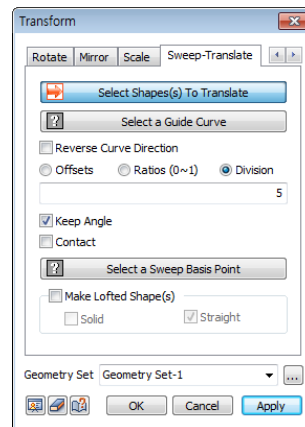 Transform
Rotate Mirror Scale Sweep-Translate
Select Shapes(s) To Translate
Select a Guide Curve
Reverse Curve Direction
Offsets Ratios (0~1) Division
5
Keep Angle
Contact
Select a Sweep Basis Point
Make Lofted Shape(s)
Solid Straight
Geometry Set Geometry Set-1 ...
OK Cancel Apply